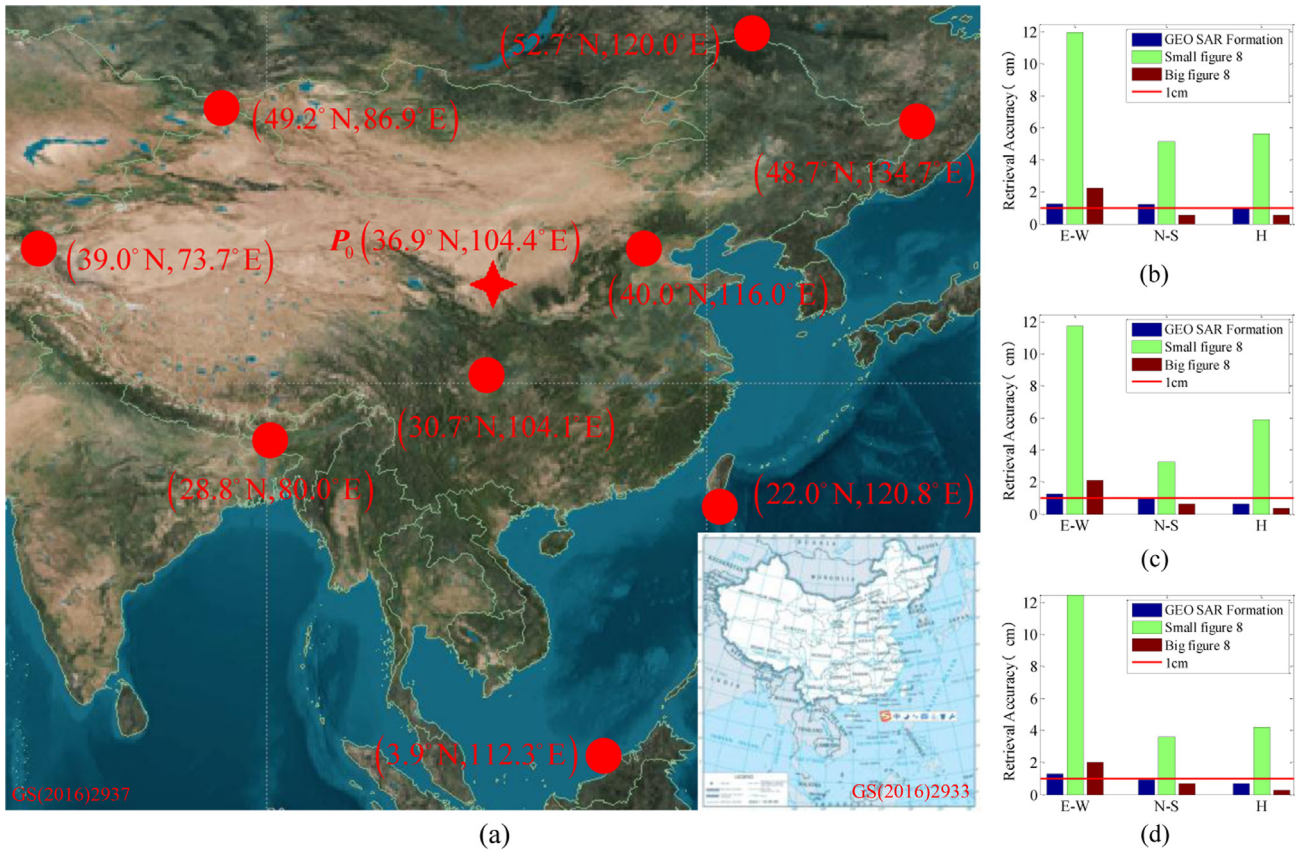 (52.7°N,120.0°E)
(49.2°N,86.9°E)
(48.7°N,134.7°E)
P0(36.9°N,104.4°E)
(39.0°N,73.7°E)
(40.0°N,116.0°E)
(30.7°N,104.1°E)
(28.8°N,80.0°E)
(22.0°N,120.8°E)
(3.9°N,112.3°E)
GS(2016)2937
MONGOLIA
LEGEND
GS(2016)2933
(a)
Retrieval Accuracy( cm)
12
10
8
6
4
2
0
GEO SAR Formation
Small figure 8
Big figure 8
1cm
E-W N-S H
(b)
Retrieval Accuracy( cm)
12
10
8
6
4
2
0
GEO SAR Formation
Small figure 8
Big figure 8
1cm
E-W N-S H
(c)
Retrieval Accuracy( cm)
12
10
8
6
4
2
0
GEO SAR Formation
Small figure 8
Big figure 8
1cm
E-W N-S H
(d)